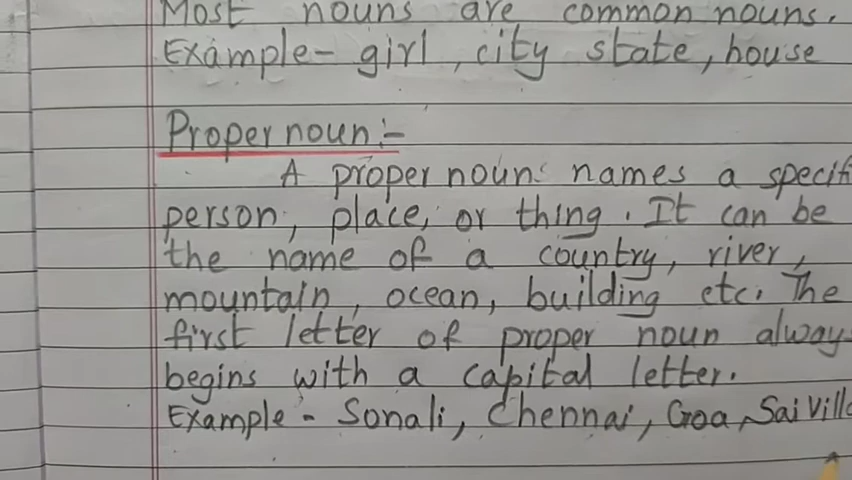 Most nouns are common nouns.
Example- girl, city state, house
Proper noun:-
A proper noun names a specifi
person, place, or thing. It can be
the name of a country, river,
mountain, ocean, building etc. The
first letter of proper noun alway
begins with a capital letter.
Example - Sonali, Chennai, Goa, Sai Vill